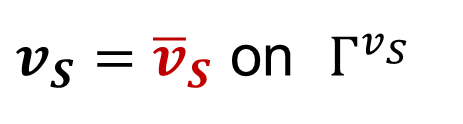 𝒗_𝑺 = 𝒗̅_𝑺 on Γ^{𝑣_𝑆}